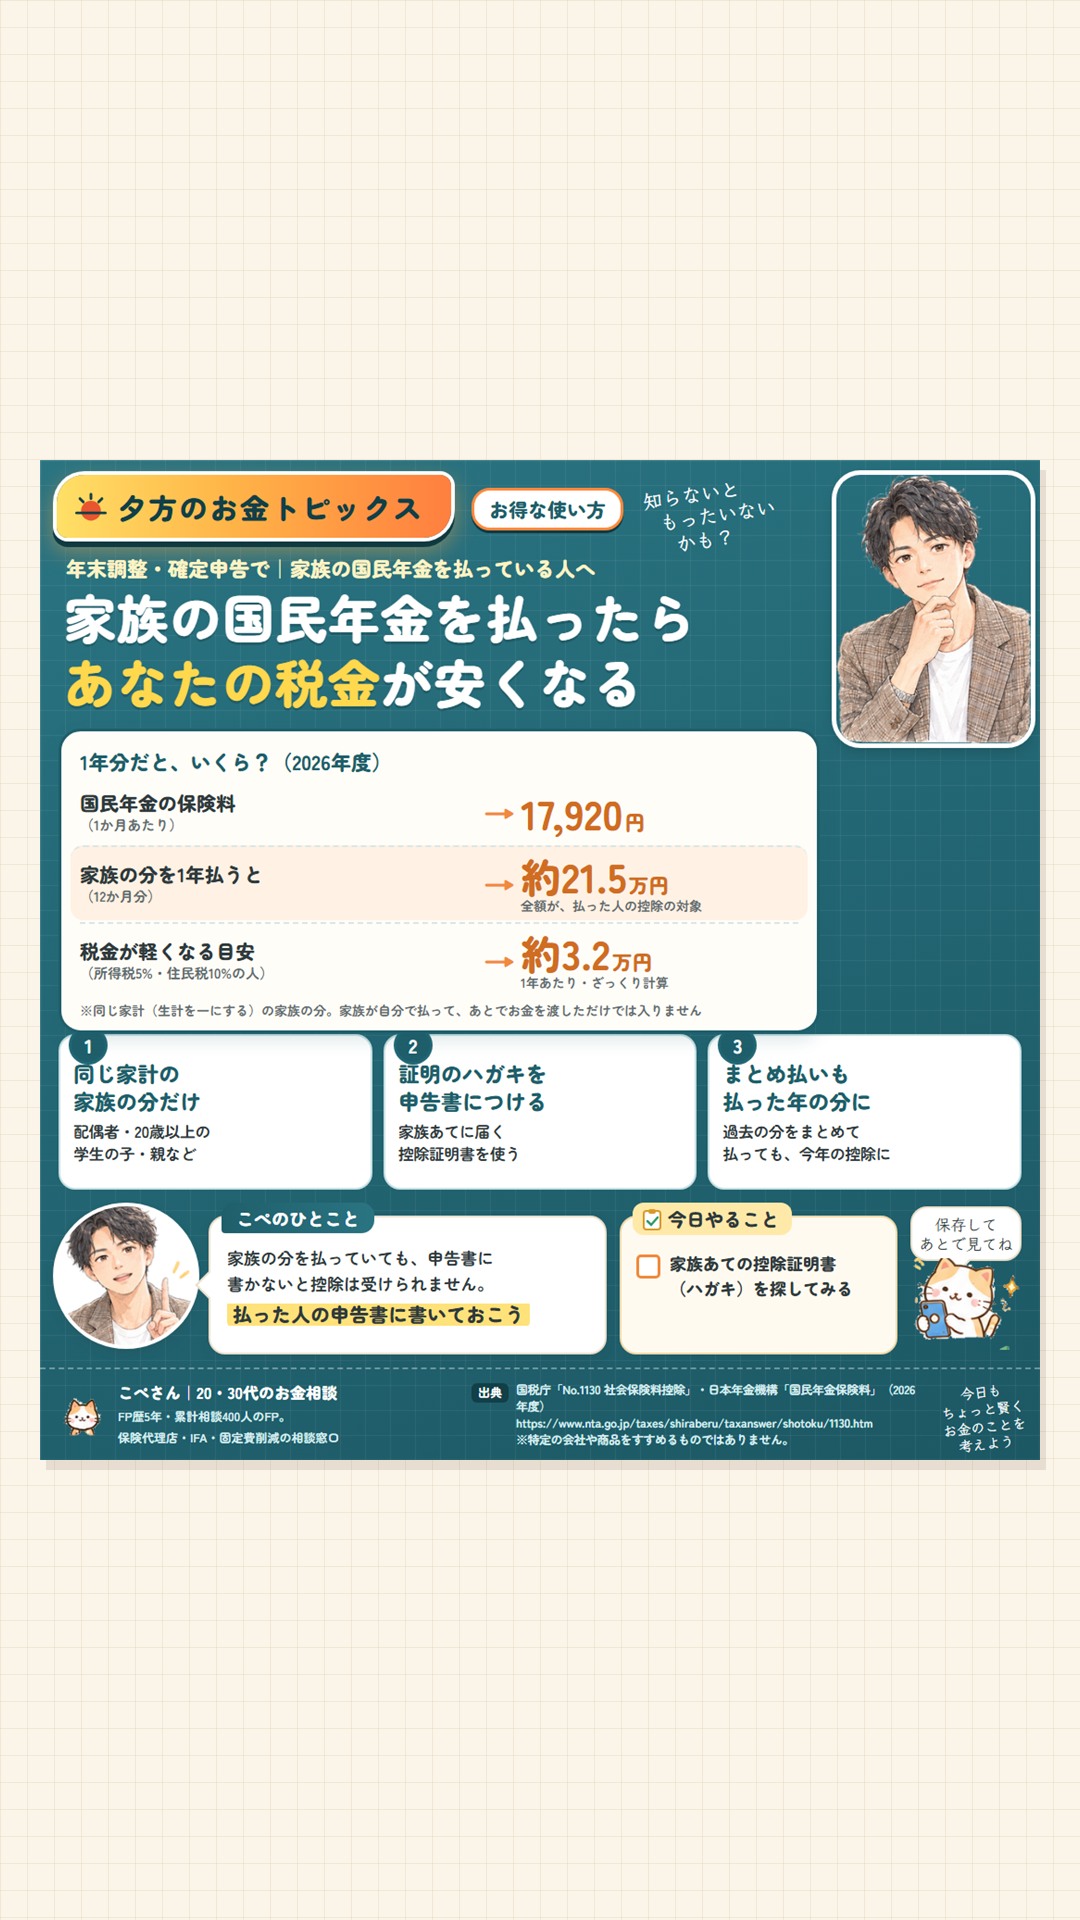 夕方のお金トピックス
お得な使い方
知らないと
もったいない
かも？
年末調整・確定申告で｜家族の国民年金を払っている人へ
家族の国民年金を払ったら
あなたの税金が安くなる
1年分だと、いくら？（2026年度）
国民年金の保険料
（1か月あたり）
→17,920円
家族の分を1年払うと
（12か月分）
→約21.5万円
全額が、払った人の控除の対象
税金が軽くなる目安
（所得税5%・住民税10%の人）
→約3.2万円
1年あたり・ざっくり計算
※同じ家計（生計を一にする）の家族の分。家族が自分で払って、あとでお金を渡しただけでは入りません
1
同じ家計の
家族の分だけ
配偶者・20歳以上の
学生の子・親など
2
証明のハガキを
申告書につける
家族あてに届く
控除証明書を使う
3
まとめ払いも
払った年の分に
過去の分をまとめて
払っても、今年の控除に
こぺのひとこと
家族の分を払っていても、申告書に
書かないと控除は受けられません。
払った人の申告書に書いておこう
今日やること
家族あての控除証明書
（ハガキ）を探してみる
保存して
あとで見てね
こぺさん｜20・30代のお金相談
FP歴5年・累計相談400人のFP。
保険代理店・IFA・固定費削減の相談窓口
出典
国税庁「No.1130 社会保険料控除」・日本年金機構「国民年金保険料」（2026
年度）
https://www.nta.go.jp/taxes/shiraberu/taxanswer/shotoku/1130.htm
※特定の会社や商品をすすめるものではありません。
今日も
ちょっと賢く
お金のことを
考えよう